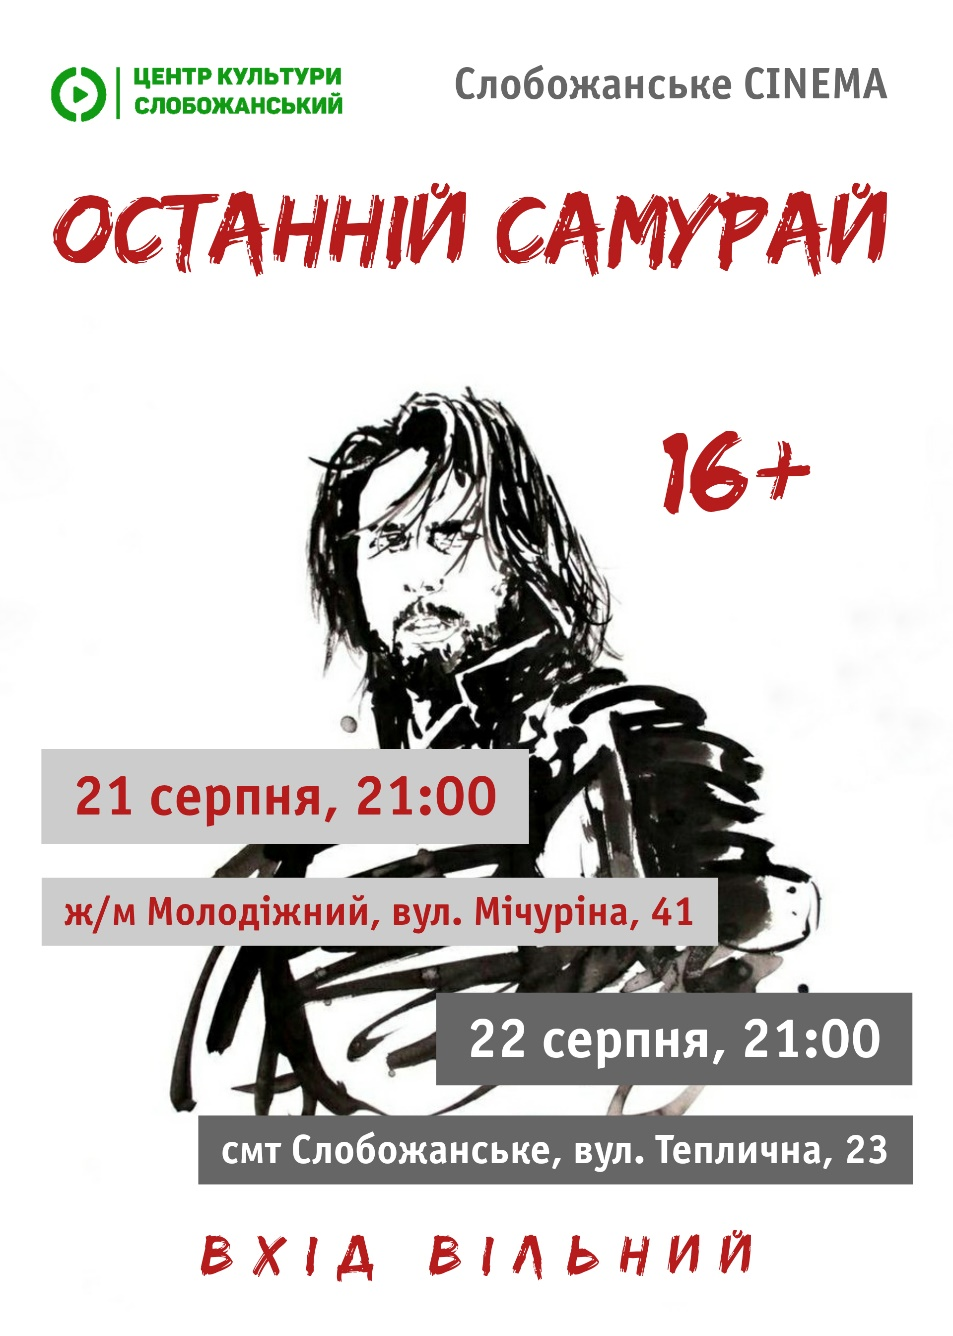 ЦЕНТР КУЛЬТУРИ
СЛОБОЖАНСЬКИЙ
Слобожанське CINEMA
ОСТАННІЙ САМУРАЙ
16+
21 серпня, 21:00
ж/м Молодіжний, вул. Мічуріна, 41
22 серпня, 21:00
смт Слобожанське, вул. Теплична, 23
ВХІД ВІЛЬНИЙ